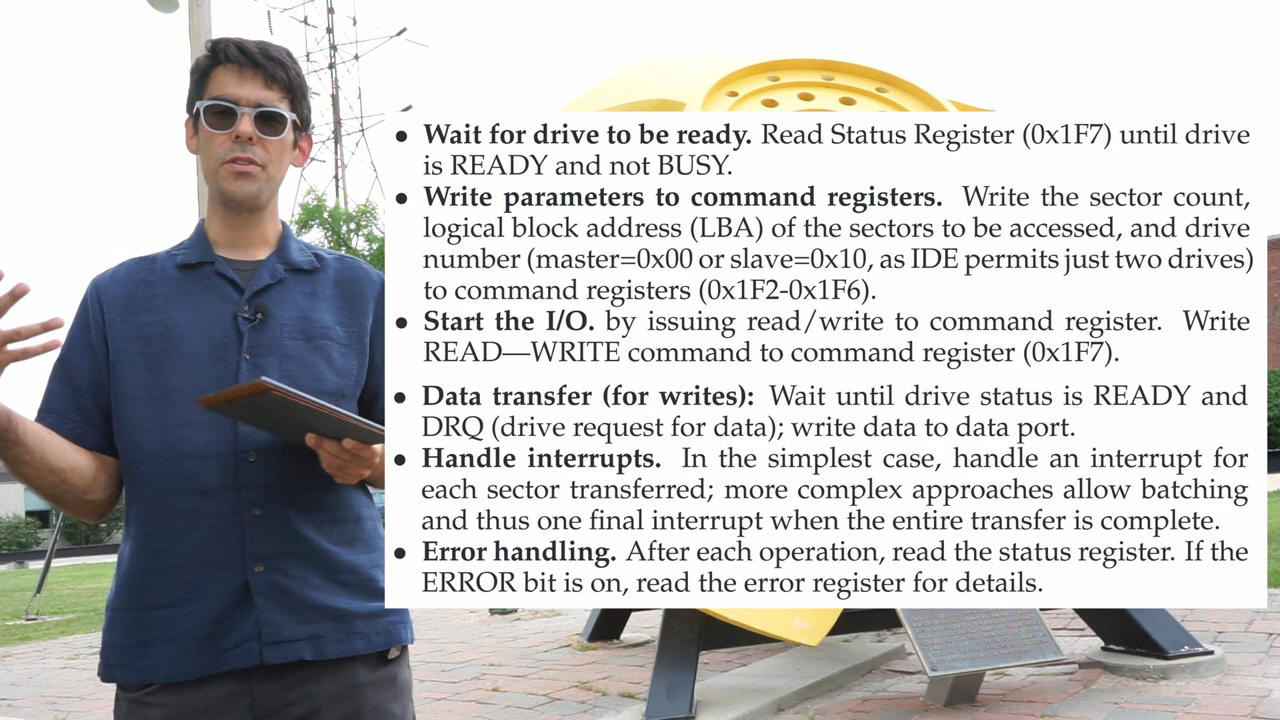 • Wait for drive to be ready. Read Status Register (0x1F7) until drive
is READY and not BUSY.
• Write parameters to command registers. Write the sector count,
logical block address (LBA) of the sectors to be accessed, and drive
number (master=0x00 or slave=0x10, as IDE permits just two drives)
to command registers (0x1F2-0x1F6).
• Start the I/O. by issuing read/write to command register. Write
READ—WRITE command to command register (0x1F7).
• Data transfer (for writes): Wait until drive status is READY and
DRQ (drive request for data); write data to data port.
• Handle interrupts. In the simplest case, handle an interrupt for
each sector transferred; more complex approaches allow batching
and thus one final interrupt when the entire transfer is complete.
• Error handling. After each operation, read the status register. If the
ERROR bit is on, read the error register for details.